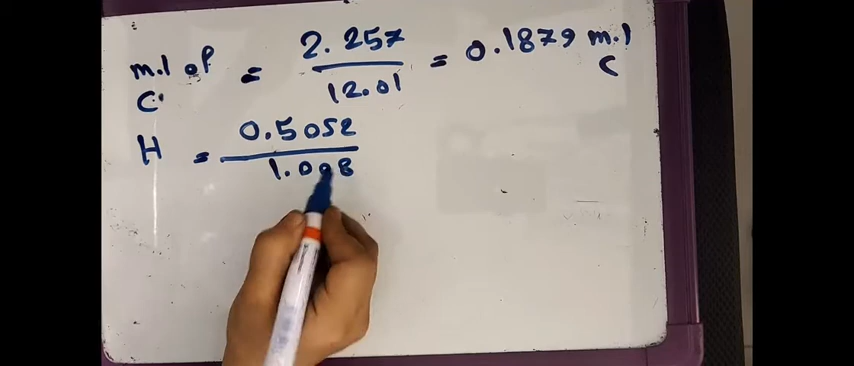 m.l of C = 2.257 / 12.01 = 0.1879 m.l C
H = 0.5052 / 1.008